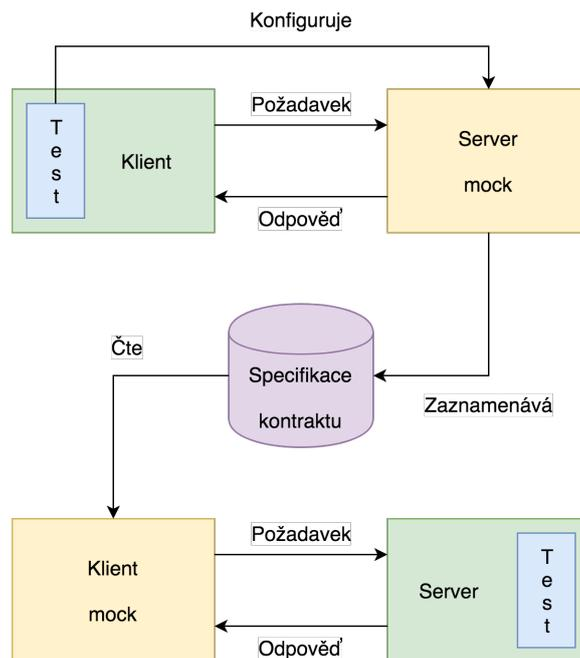 Konfiguruje
Požadavek
T
e
s
t
Klient
Server
mock
Odpověď
Čte
Specifikace
kontraktu
Zaznamenává
Požadavek
Klient
mock
Server
T
e
s
t
Odpověď